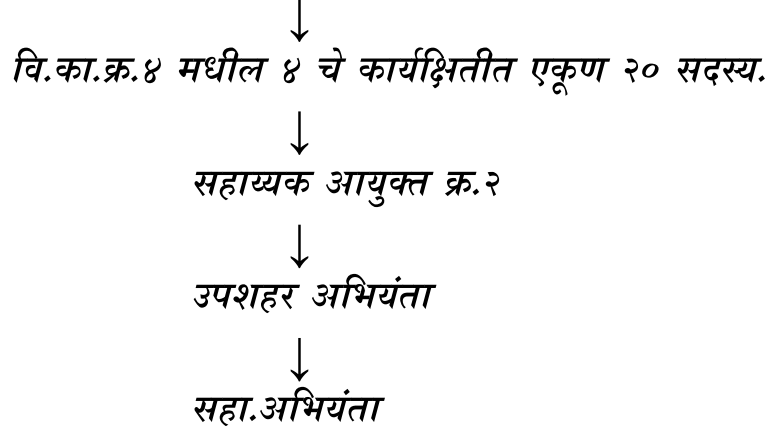 ↓
वि.का.क्र.४ मधील ४ चे कार्यक्षितीत एकूण २० सदस्य.
↓
सहाय्यक आयुक्त क्र.२
↓
उपशहर अभियंता
↓
सहा.अभियंता